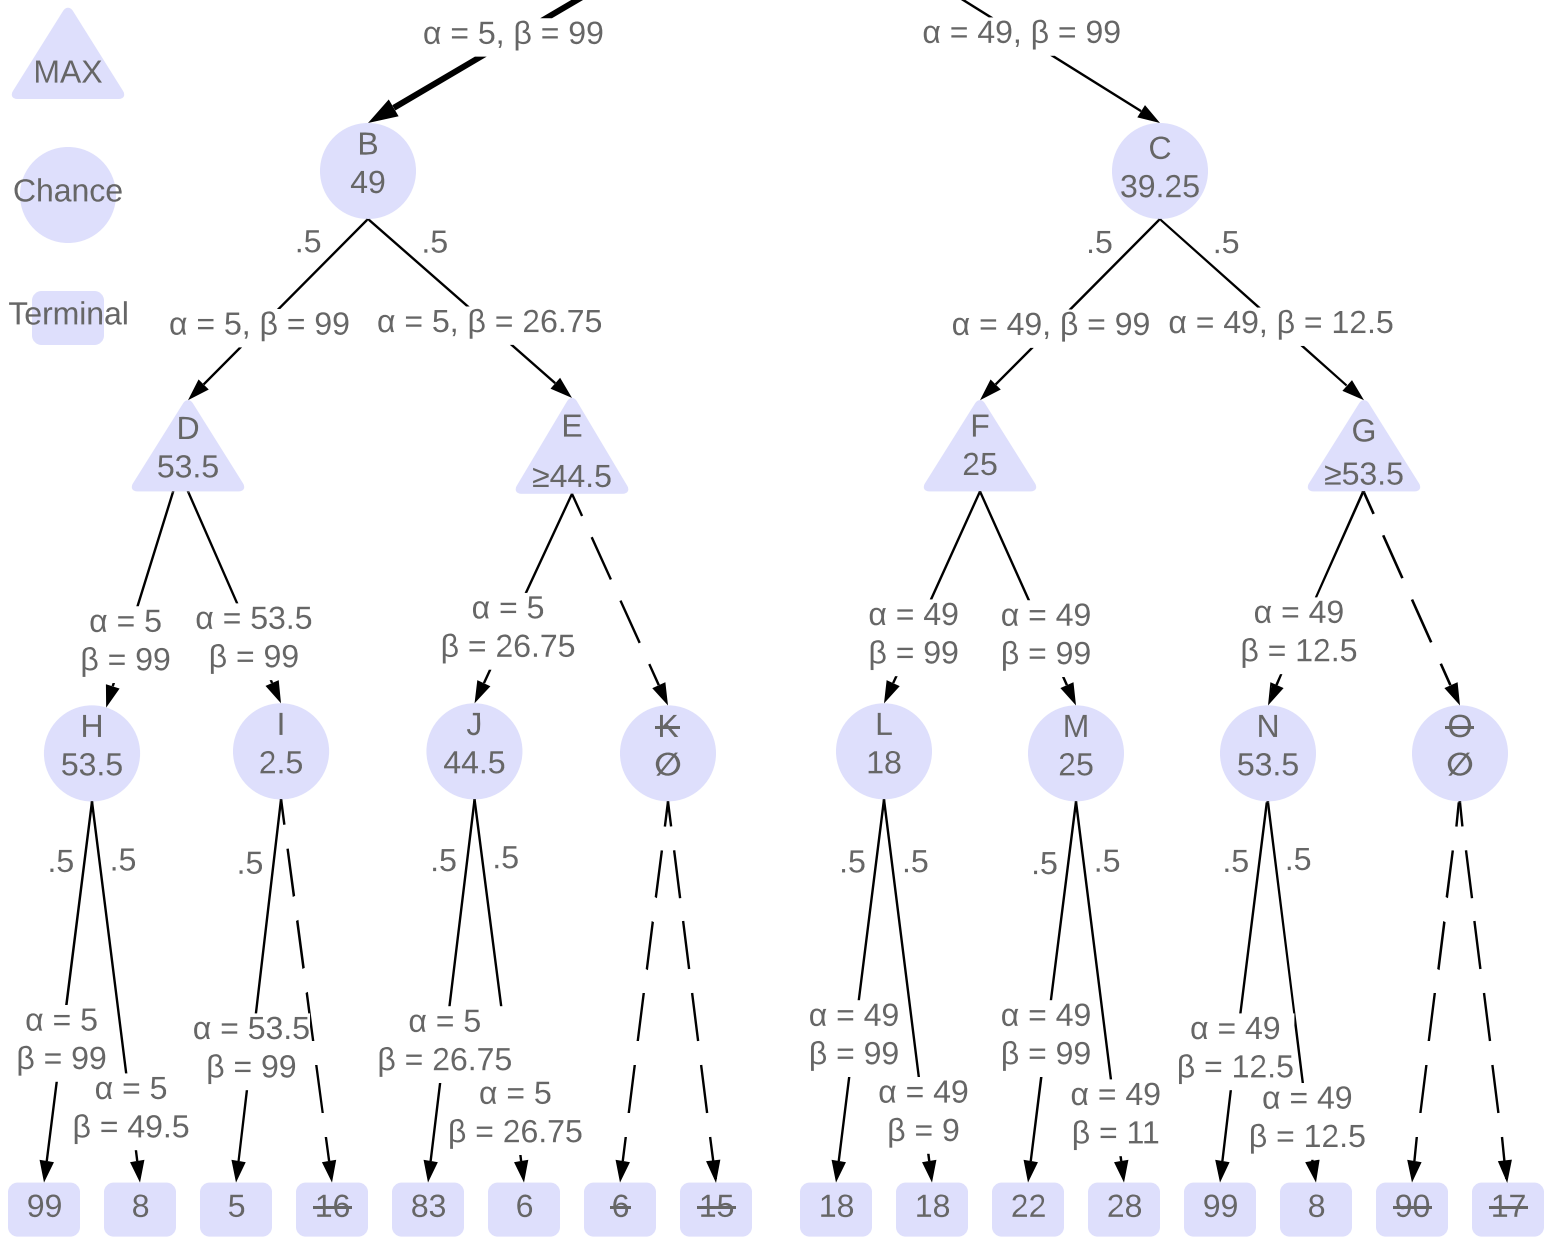 MAX
Chance
Terminal
α = 5, β = 99
α = 49, β = 99
B
49
C
39.25
.5
.5
.5
.5
α = 5, β = 99
α = 5, β = 26.75
α = 49, β = 99
α = 49, β = 12.5
D
53.5
E
≥44.5
F
25
G
≥53.5
α = 5
β = 99
α = 53.5
β = 99
α = 5
β = 26.75
α = 49
β = 99
α = 49
β = 99
α = 49
β = 12.5
H
53.5
I
2.5
J
44.5
K
Ø
L
18
M
25
N
53.5
O
Ø
.5
.5
.5
.5
.5
.5
.5
.5
.5
.5
.5
α = 5
β = 99
α = 5
β = 49.5
α = 53.5
β = 99
α = 5
β = 26.75
α = 5
β = 26.75
α = 49
β = 99
α = 49
β = 9
α = 49
β = 99
α = 49
β = 11
α = 49
β = 12.5
α = 49
β = 12.5
99
8
5
16
83
6
6
15
18
18
22
28
99
8
90
17